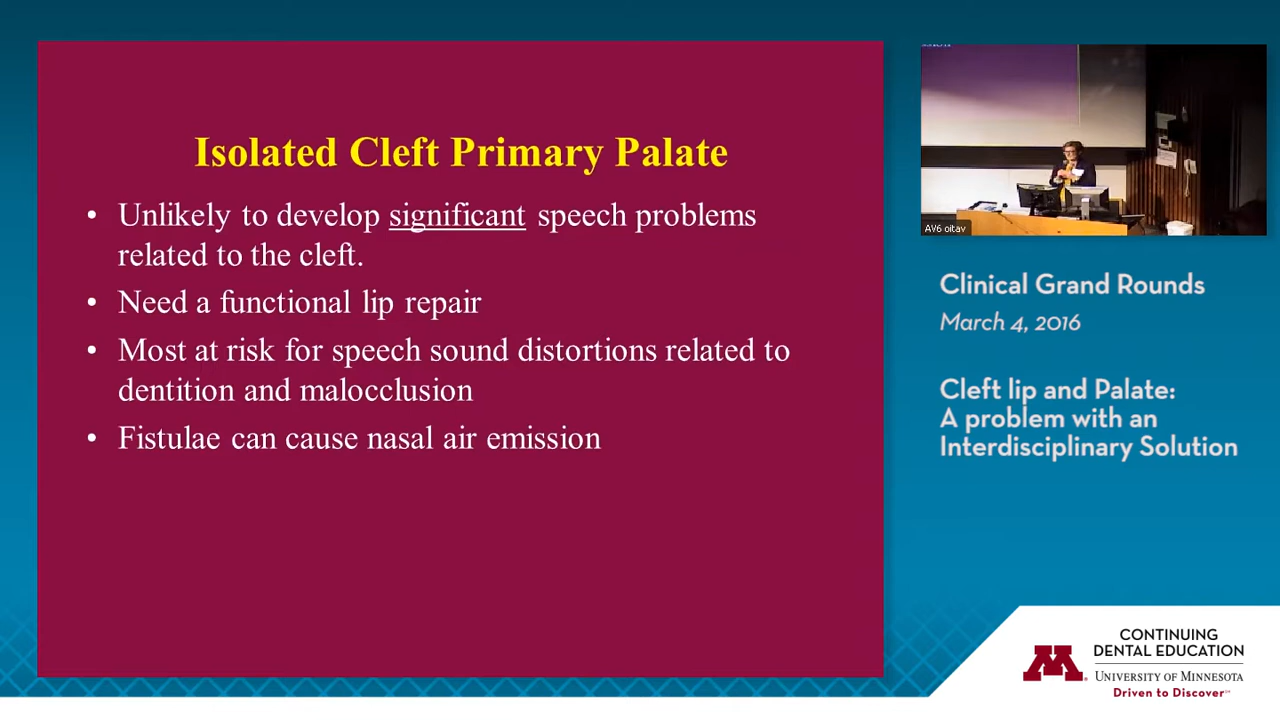 Isolated Cleft Primary Palate
• Unlikely to develop significant speech problems
related to the cleft.
• Need a functional lip repair
• Most at risk for speech sound distortions related to
dentition and malocclusion
• Fistulae can cause nasal air emission
AV6 oitav
Clinical Grand Rounds
March 4, 2016
Cleft lip and Palate:
A problem with an
Interdisciplinary Solution
CONTINUING
DENTAL EDUCATION
UNIVERSITY OF MINNESOTA
Driven to Discover℠